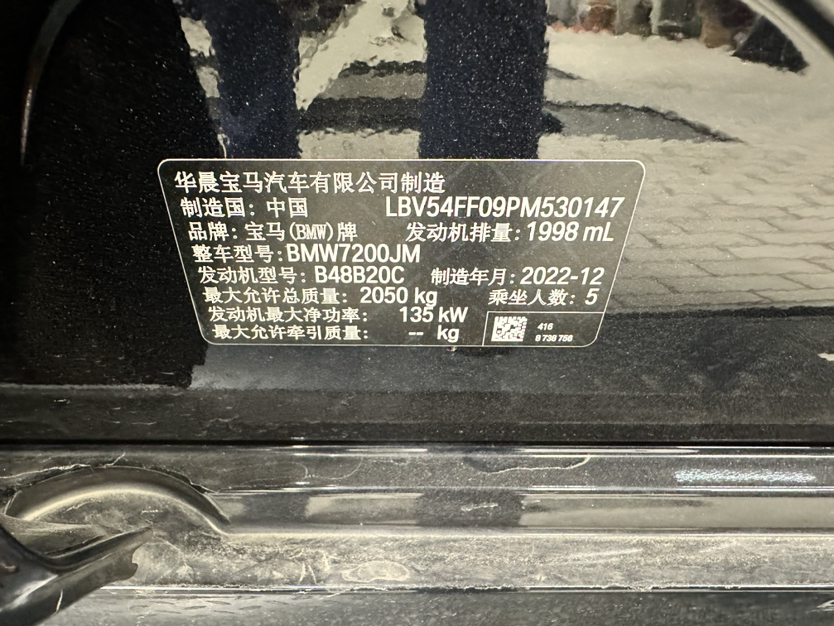 华晨宝马汽车有限公司制造
制造国: 中国 LBV54FF09PM530147
品牌: 宝马(BMW)牌 发动机排量: 1998 mL
整车型号: BMW7200JM
发动机型号: B48B20C 制造年月: 2022-12
最大允许总质量: 2050 kg 乘坐人数: 5
发动机最大净功率: 135 kW
最大允许牵引质量: -- kg
416
8 738 756